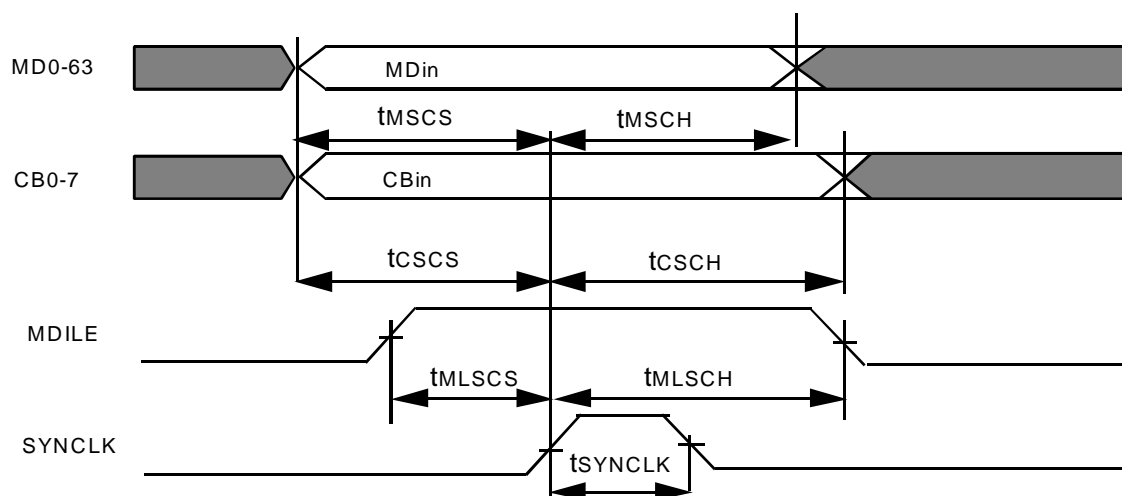 MD0-63
MDin
tMSCS
tMSCH
CB0-7
CBin
tCSCS
tCSCH
MDILE
tMLSCS
tMLSCH
SYNCLK
tSYNCLK